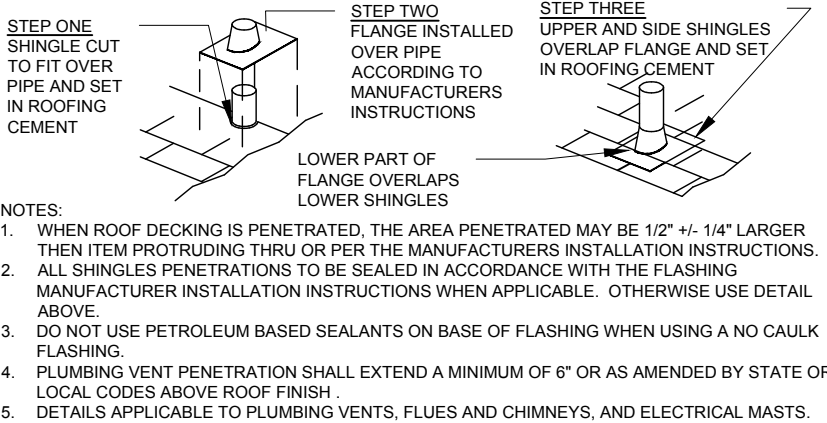 STEP ONE
SHINGLE CUT
TO FIT OVER
PIPE AND SET
IN ROOFING
CEMENT
STEP TWO
FLANGE INSTALLED
OVER PIPE
ACCORDING TO
MANUFACTURERS
INSTRUCTIONS
STEP THREE
UPPER AND SIDE SHINGLES
OVERLAP FLANGE AND SET
IN ROOFING CEMENT
LOWER PART OF
FLANGE OVERLAPS
LOWER SHINGLES
NOTES:
1. WHEN ROOF DECKING IS PENETRATED, THE AREA PENETRATED MAY BE 1/2" +/- 1/4" LARGER
THEN ITEM PROTRUDING THRU OR PER THE MANUFACTURERS INSTALLATION INSTRUCTIONS.
2. ALL SHINGLES PENETRATIONS TO BE SEALED IN ACCORDANCE WITH THE FLASHING
MANUFACTURER INSTALLATION INSTRUCTIONS WHEN APPLICABLE. OTHERWISE USE DETAIL
ABOVE.
3. DO NOT USE PETROLEUM BASED SEALANTS ON BASE OF FLASHING WHEN USING A NO CAULK
FLASHING.
4. PLUMBING VENT PENETRATION SHALL EXTEND A MINIMUM OF 6" OR AS AMENDED BY STATE OR
LOCAL CODES ABOVE ROOF FINISH .
5. DETAILS APPLICABLE TO PLUMBING VENTS, FLUES AND CHIMNEYS, AND ELECTRICAL MASTS.